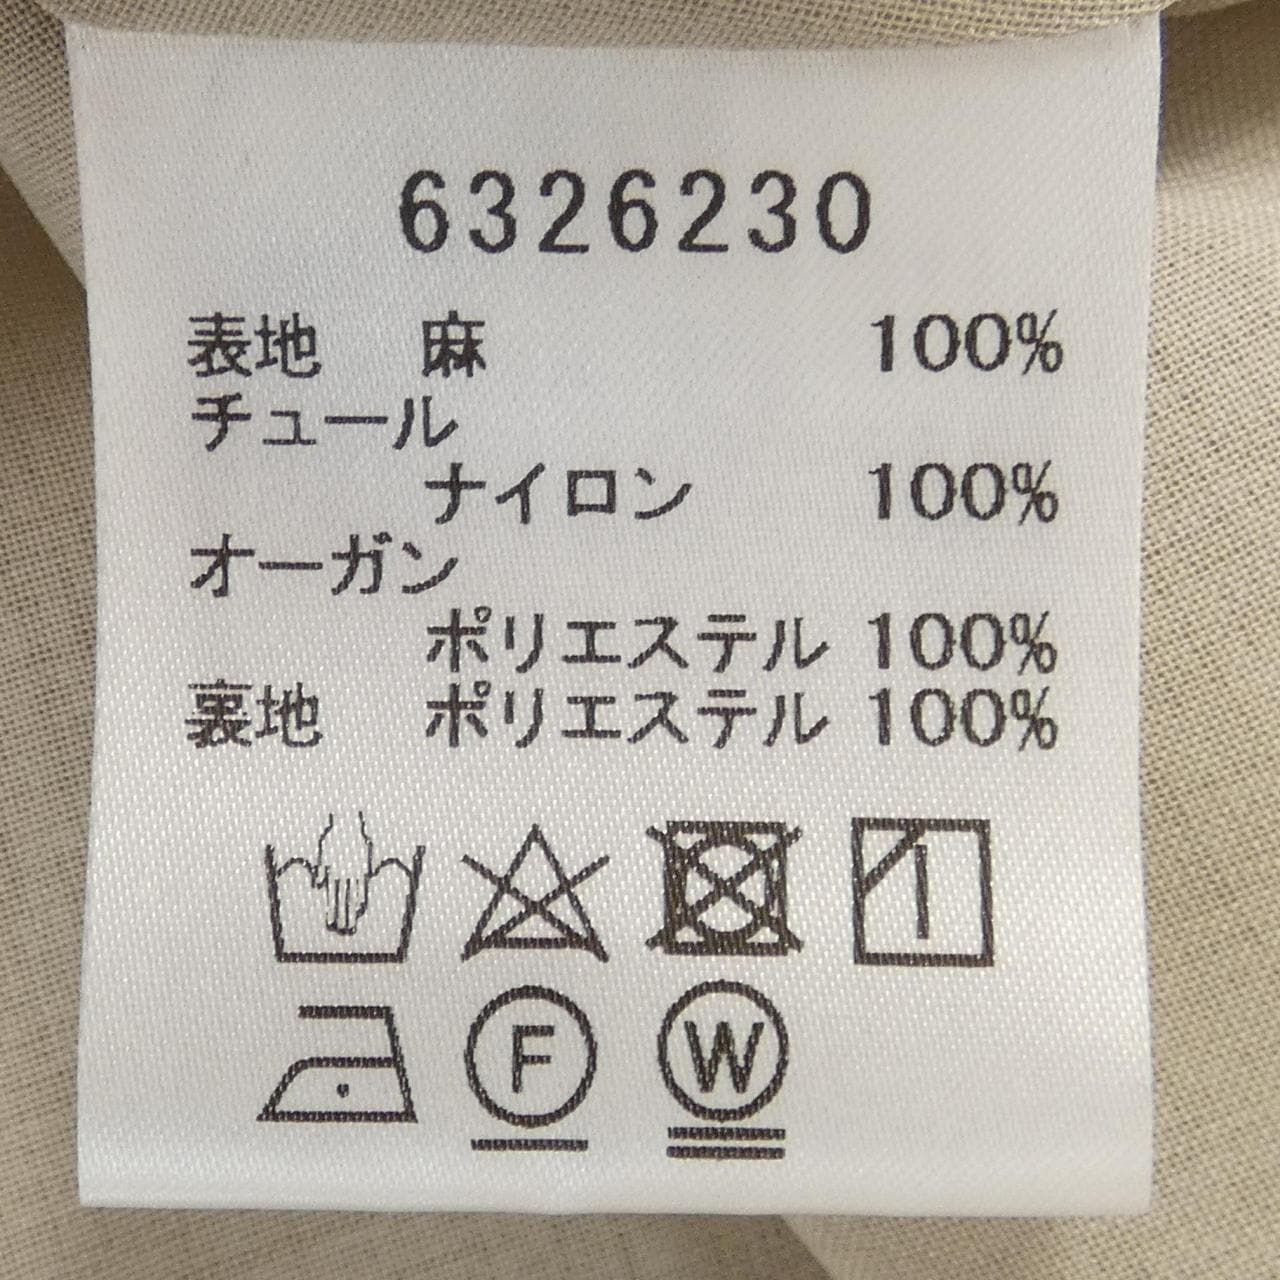 6326230
表地 麻 100%
チュール
ナイロン 100%
オーガン
ポリエステル 100%
裏地 ポリエステル 100%
F W